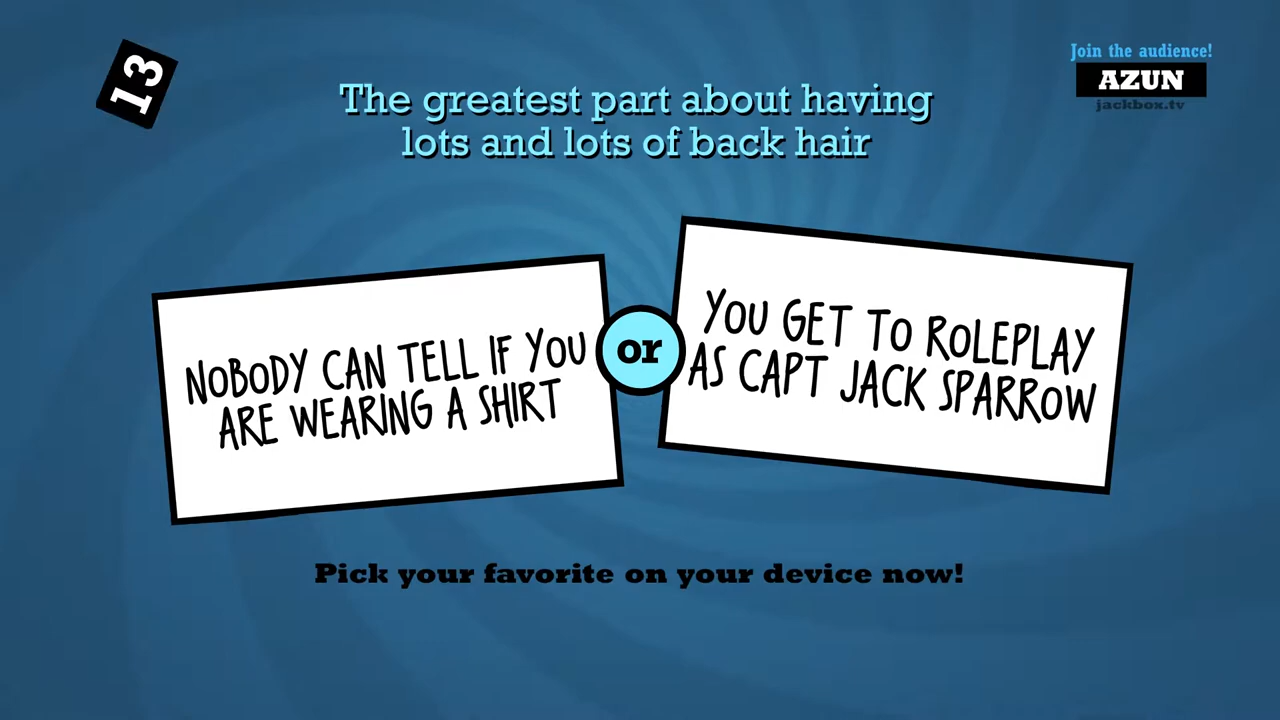 13
Join the audience!
AZUN
jackbox.tv
The greatest part about having
lots and lots of back hair
NOBODY CAN TELL IF YOU
ARE WEARING A SHIRT
or
YOU GET TO ROLEPLAY
AS CAPT JACK SPARROW
Pick your favorite on your device now!